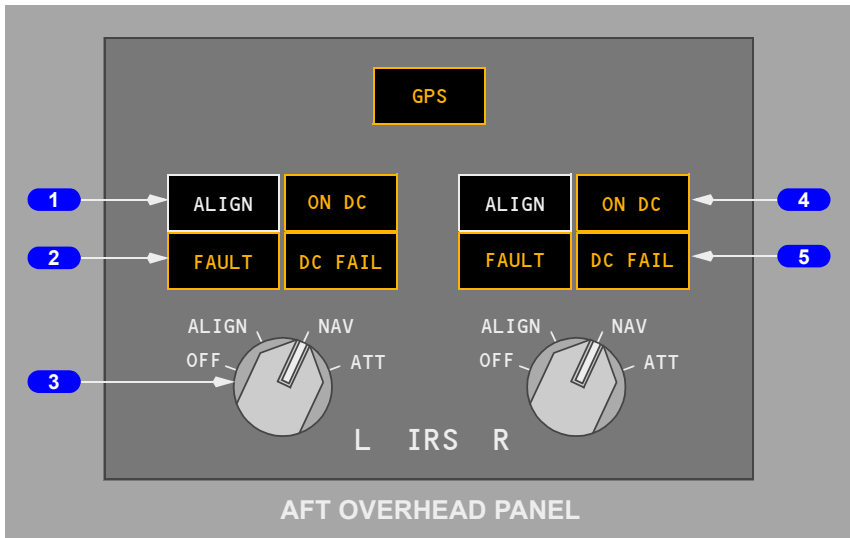 GPS
1 ALIGN ON DC ALIGN ON DC 4
2 FAULT DC FAIL FAULT DC FAIL 5
ALIGN NAV ALIGN NAV
OFF ATT OFF ATT
3
L IRS R
AFT OVERHEAD PANEL